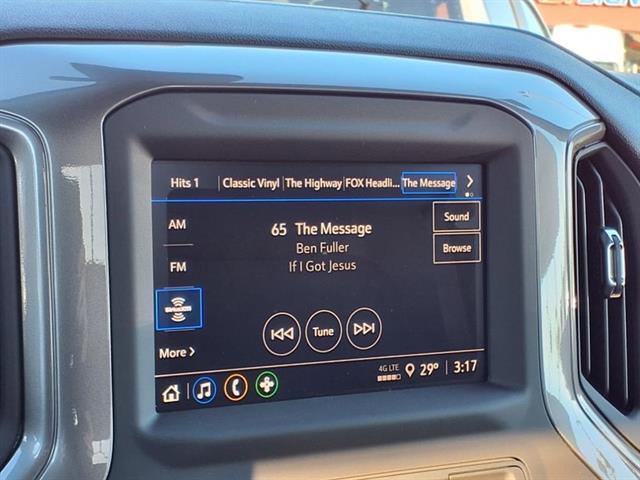 Hits 1 Classic Vinyl The Highway FOX Headli... The Message >
AM 65 The Message Sound
Ben Fuller
FM If I Got Jesus Browse
Tune
More >
4G LTE 29° 3:17